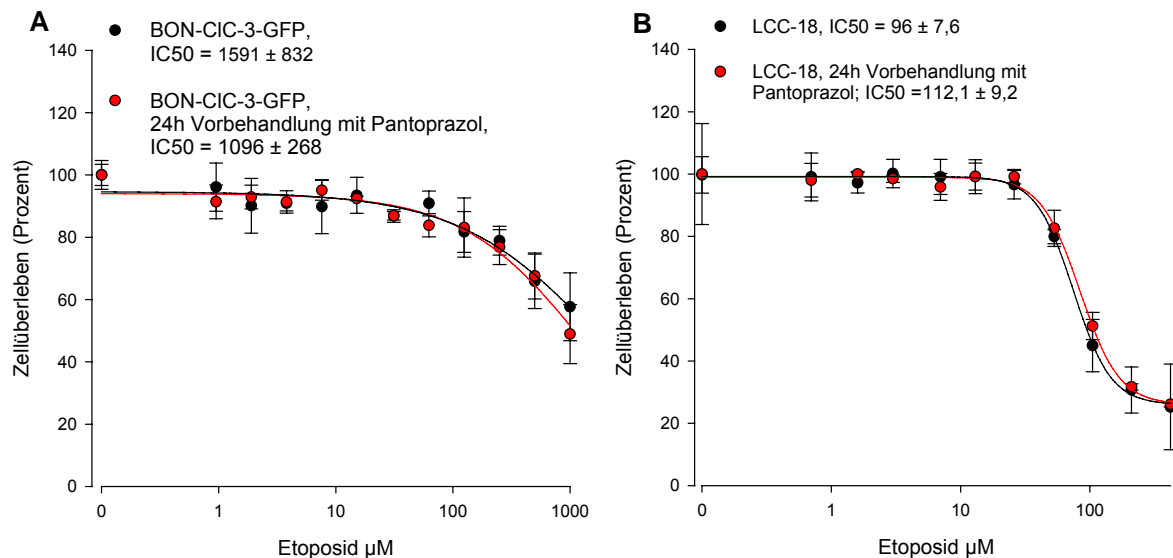 A
BON-ClC-3-GFP,
IC50 = 1591 ± 832
BON-ClC-3-GFP,
24h Vorbehandlung mit Pantoprazol,
IC50 = 1096 ± 268
140
120
100
80
60
40
20
0
Zellüberleben (Prozent)
0 1 10 100 1000
Etoposid µM
B
LCC-18, IC50 = 96 ± 7,6
LCC-18, 24h Vorbehandlung mit
Pantoprazol; IC50 =112,1 ± 9,2
140
120
100
80
60
40
20
0
Zellüberleben (Prozent)
0 1 10 100
Etoposid µM